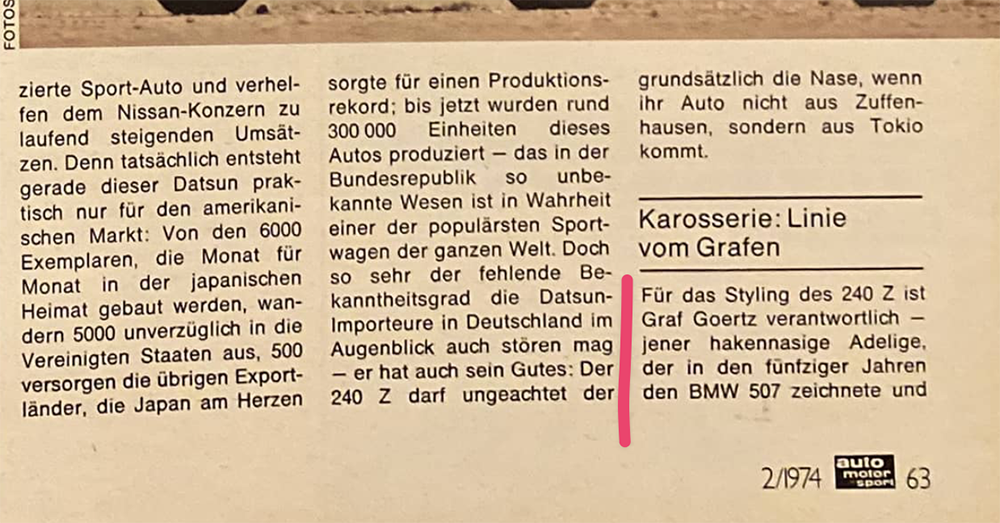 FOTOS
zierte Sport-Auto und verhel-
fen dem Nissan-Konzern zu
laufend steigenden Umsät-
zen. Denn tatsächlich entsteht
gerade dieser Datsun prak-
tisch nur für den amerikani-
schen Markt: Von den 6000
Exemplaren, die Monat für
Monat in der japanischen
Heimat gebaut werden, wan-
dern 5000 unverzüglich in die
Vereinigten Staaten aus, 500
versorgen die übrigen Export-
länder, die Japan am Herzen
sorgte für einen Produktions-
rekord; bis jetzt wurden rund
300 000 Einheiten dieses
Autos produziert – das in der
Bundesrepublik so unbe-
kannte Wesen ist in Wahrheit
einer der populärsten Sport-
wagen der ganzen Welt. Doch
so sehr der fehlende Be-
kanntheitsgrad die Datsun-
Importeure in Deutschland im
Augenblick auch stören mag
– er hat auch sein Gutes: Der
240 Z darf ungeachtet der
grundsätzlich die Nase, wenn
ihr Auto nicht aus Zuffen-
hausen, sondern aus Tokio
kommt.
Karosserie: Linie
vom Grafen
Für das Styling des 240 Z ist
Graf Goertz verantwortlich –
jener hakennasige Adelige,
der in den fünfziger Jahren
den BMW 507 zeichnete und
2/1974 auto motor sport 63